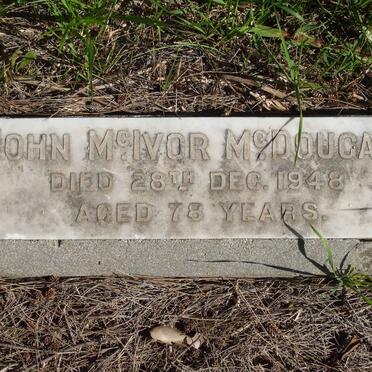 JOHN McIVOR McDOUGA
DIED 28TH DEC. 1948
AGED 78 YEARS.